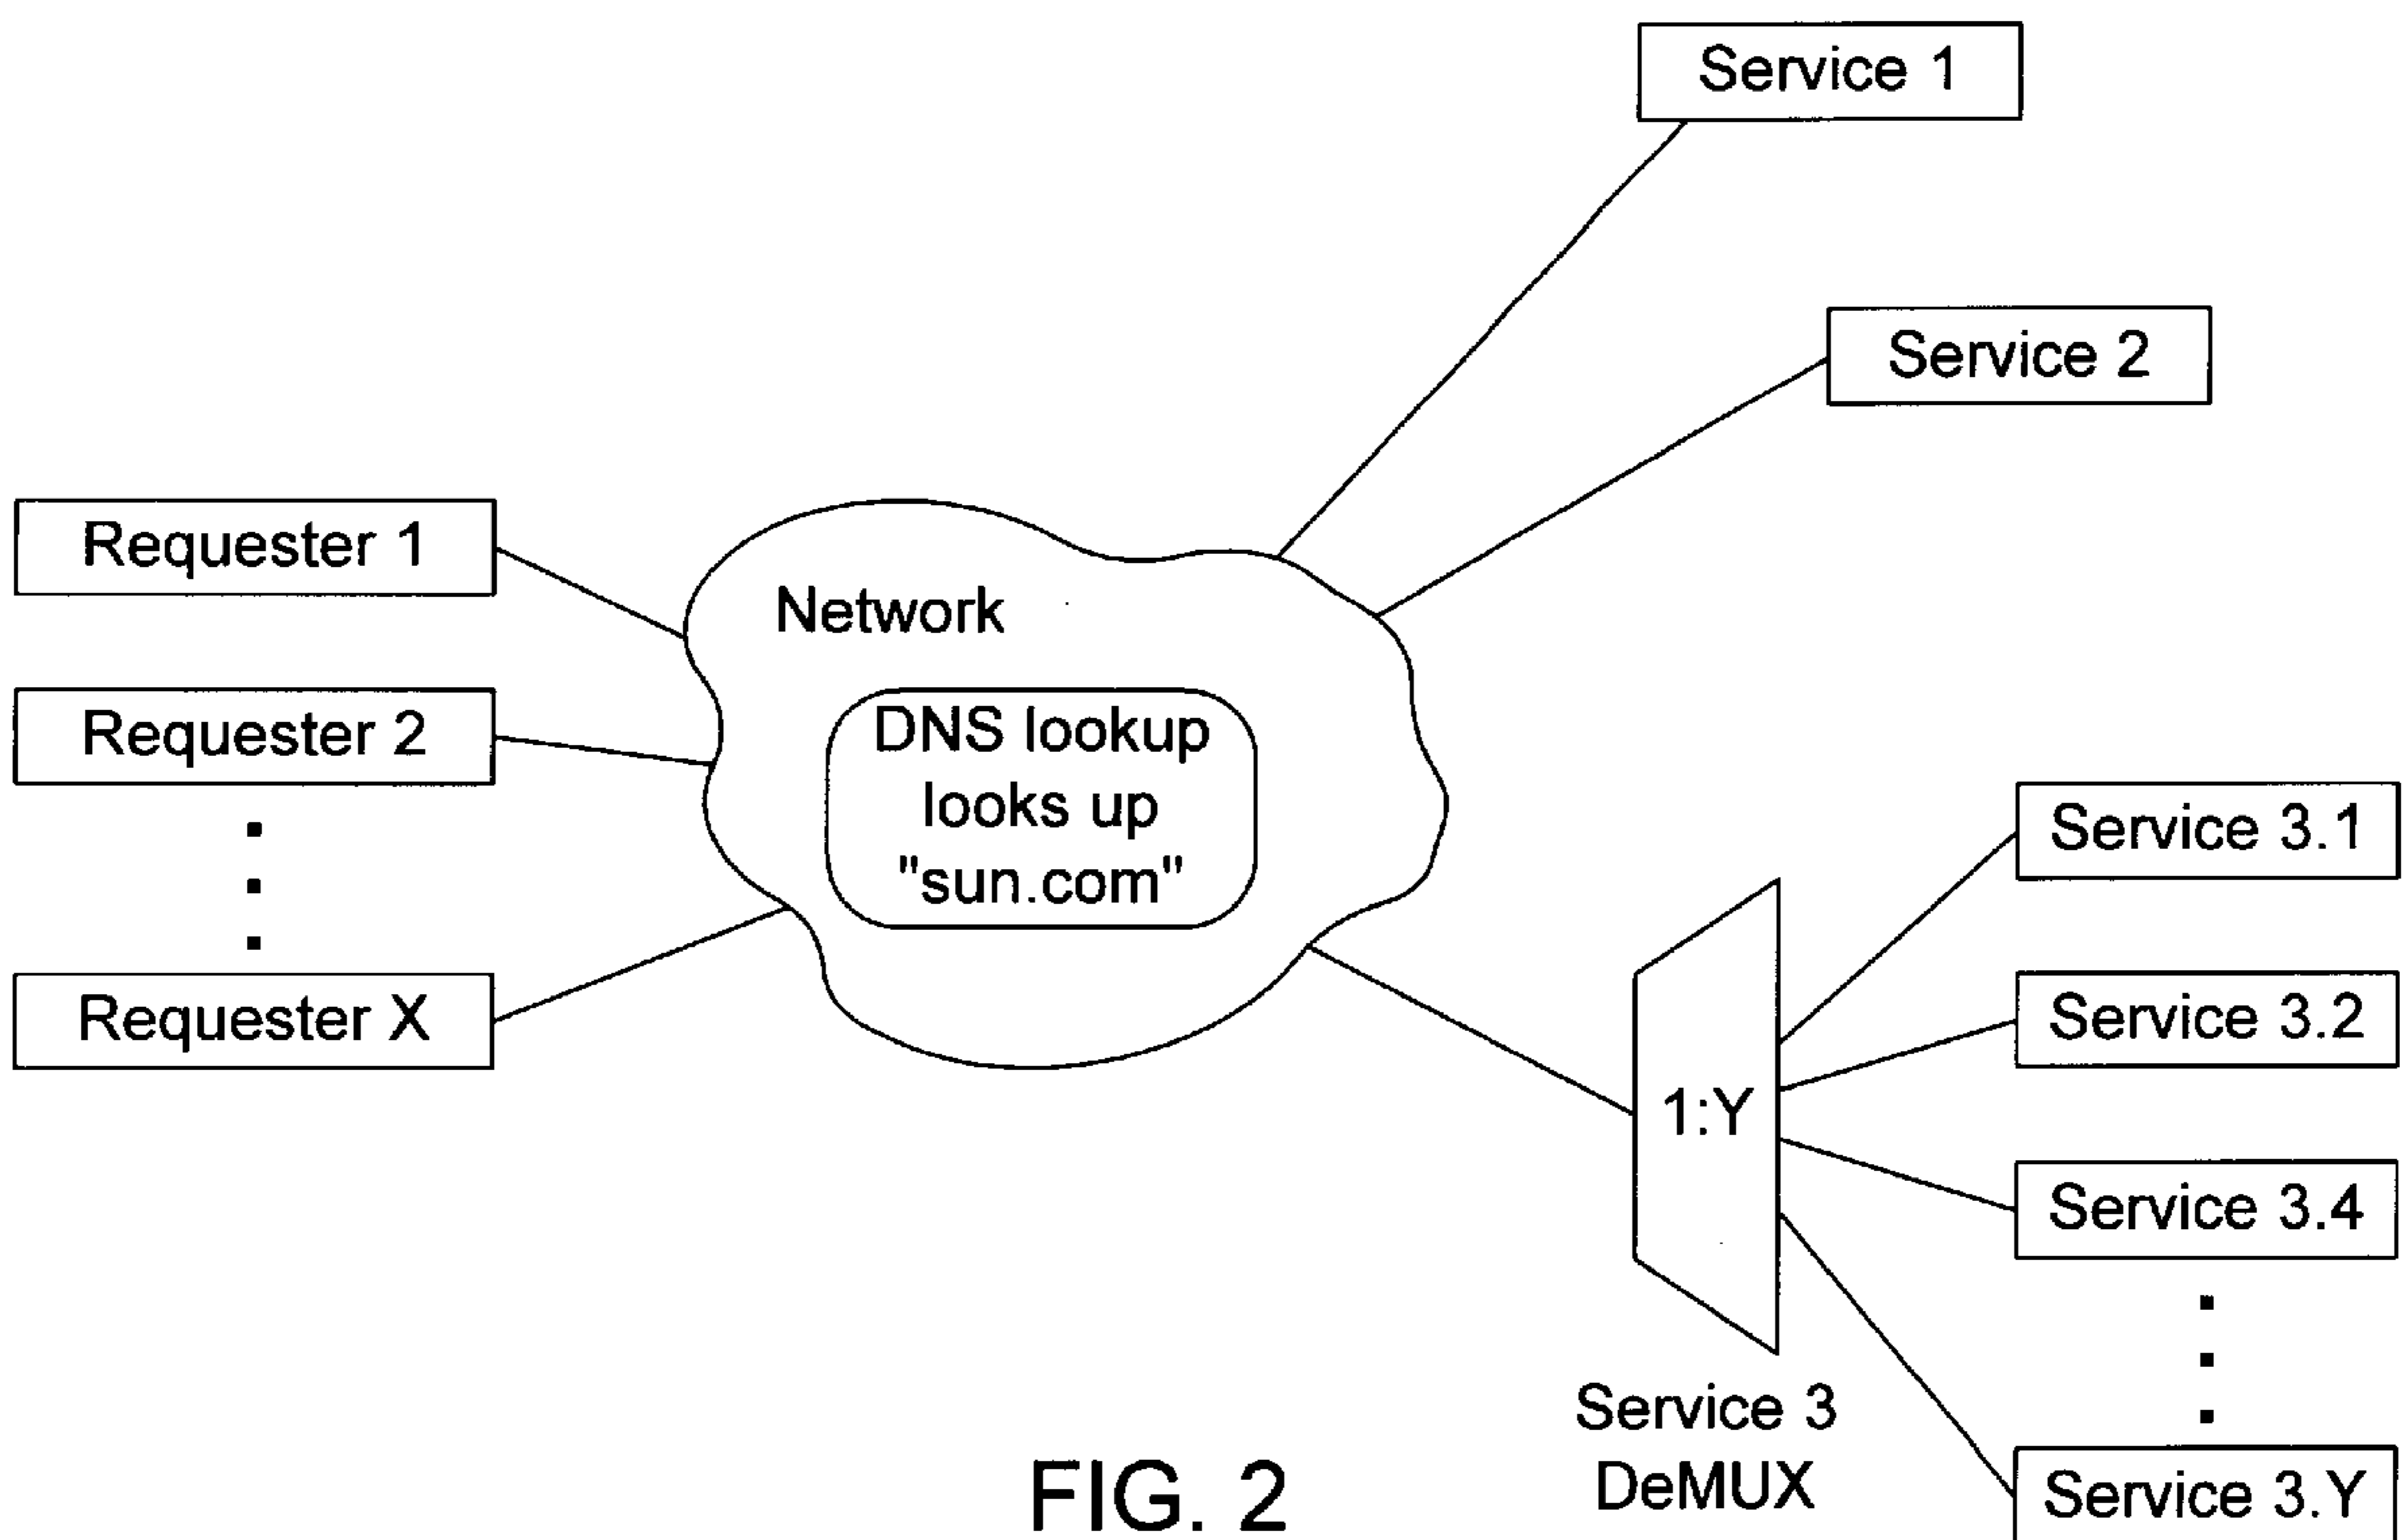 Service 1
Service 2
Requester 1
Requester 2
Requester X
Network
DNS lookup
looks up
"sun.com"
1:Y
Service 3
DeMUX
Service 3.1
Service 3.2
Service 3.4
Service 3.Y
FIG. 2